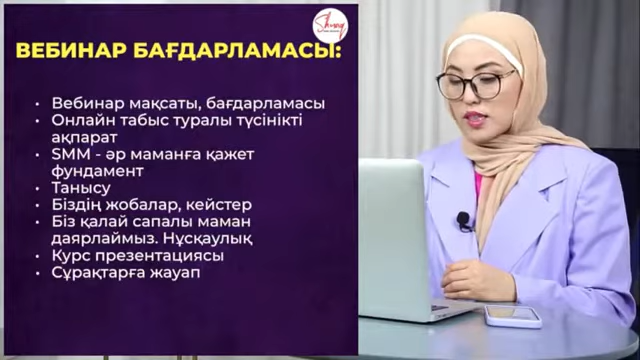 ВЕБИНАР БАҒДАРЛАМАСЫ:
• Вебинар мақсаты, бағдарламасы
• Онлайн табыс туралы түсінікті
ақпарат
• SMM - әр маманға қажет
фундамент
• Танысу
• Біздің жобалар, кейстер
• Біз қалай сапалы маман
даярлаймыз. Нұсқаулық
• Курс презентациясы
• Сұрақтарға жауап